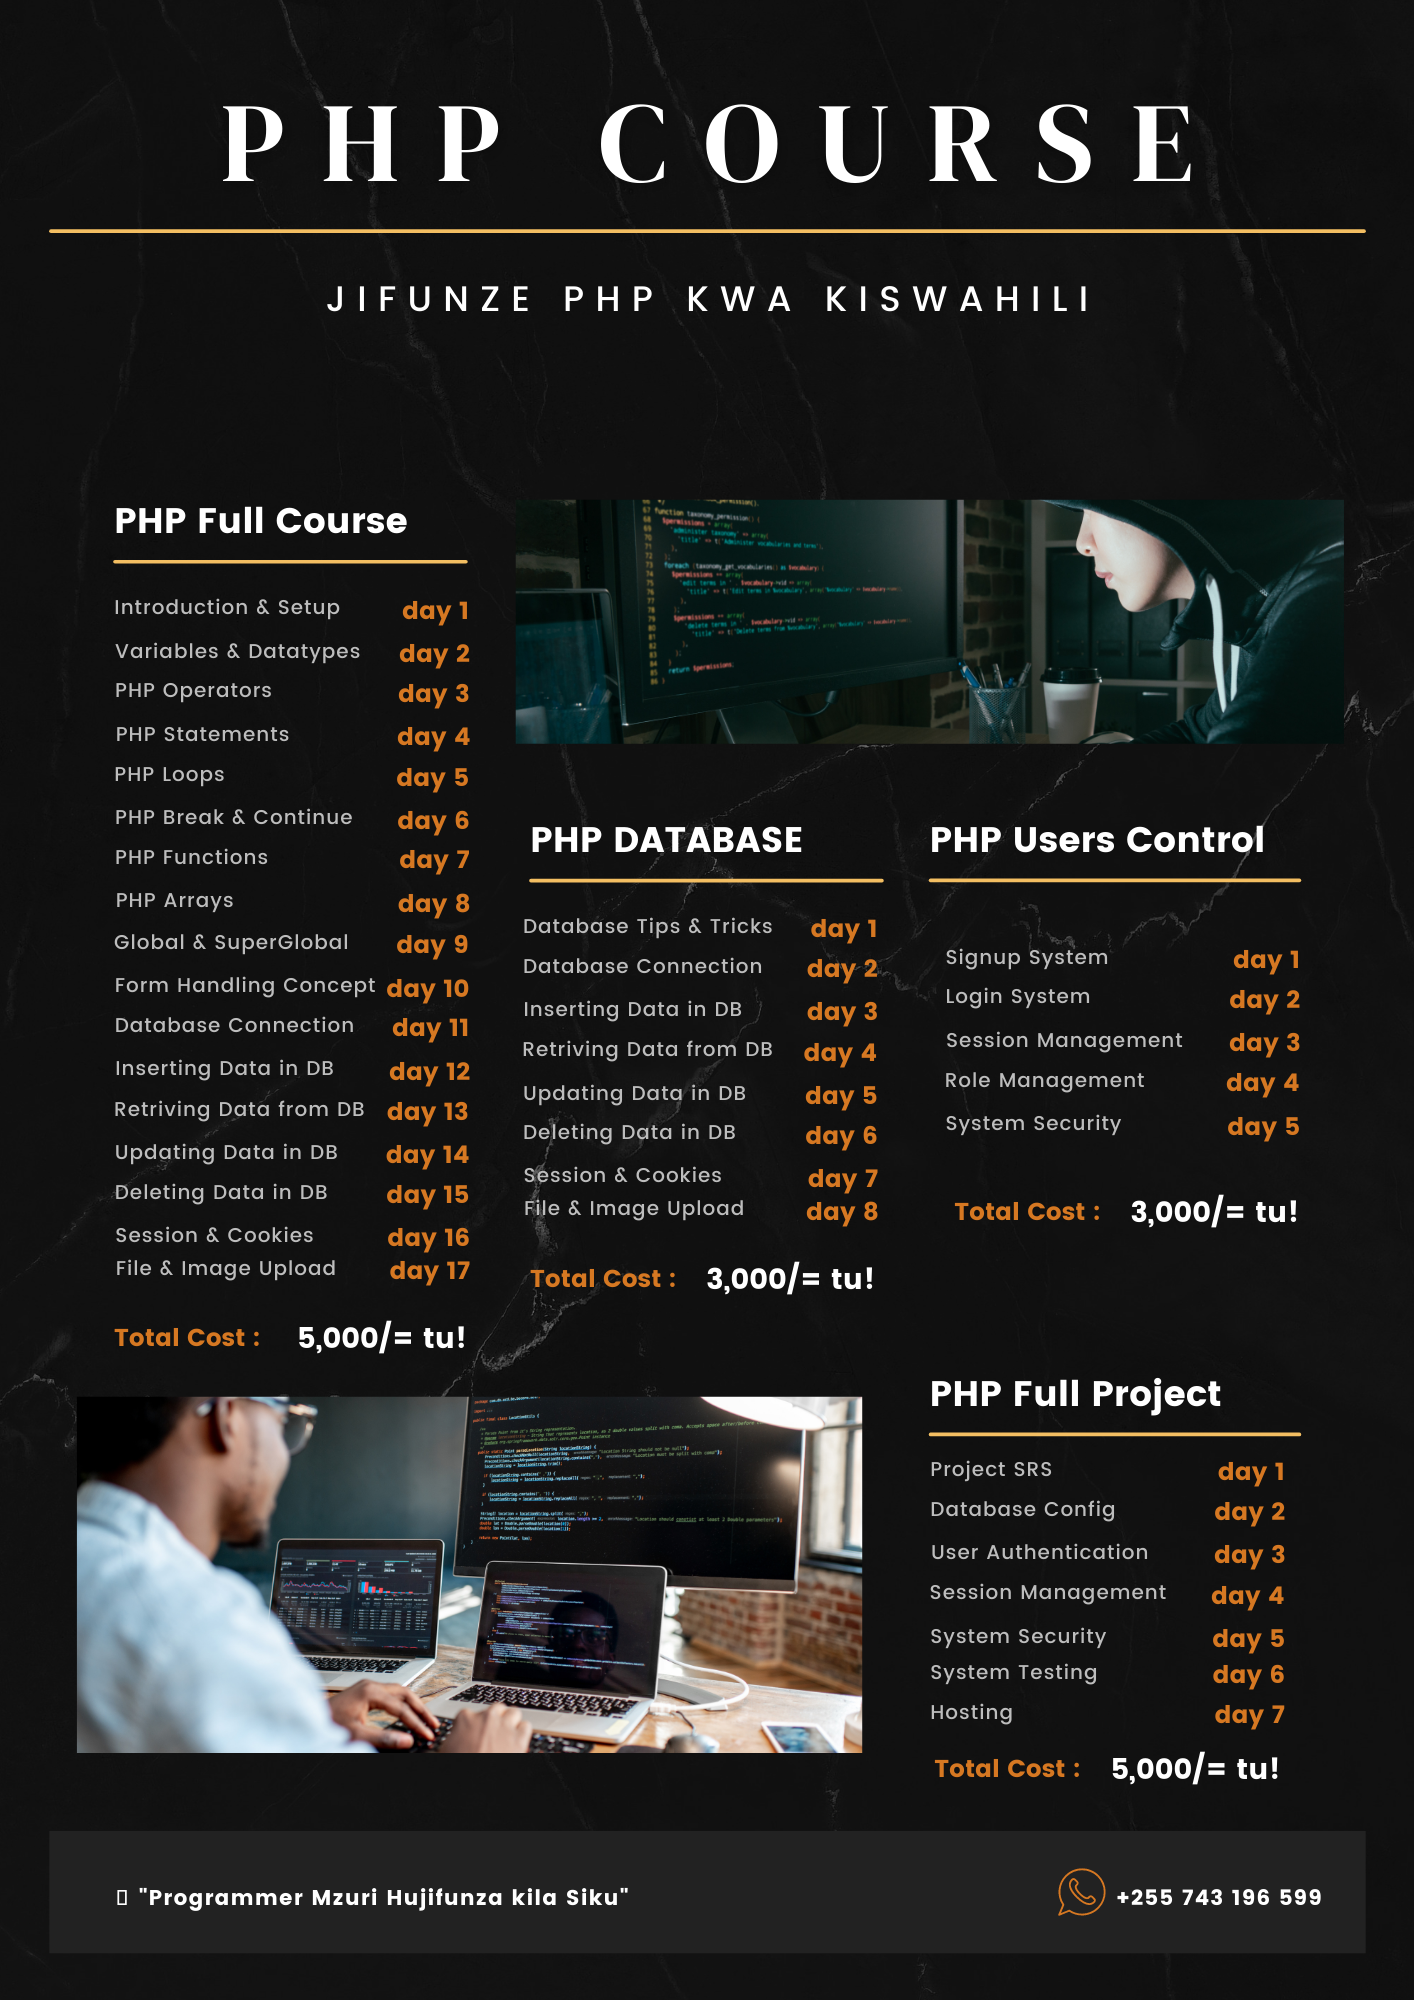 PHP COURSE
JIFUNZE PHP KWA KISWAHILI
PHP Full Course
Introduction & Setup day 1
Variables & Datatypes day 2
PHP Operators day 3
PHP Statements day 4
PHP Loops day 5
PHP Break & Continue day 6
PHP Functions day 7
PHP Arrays day 8
Global & SuperGlobal day 9
Form Handling Concept day 10
Database Connection day 11
Inserting Data in DB day 12
Retriving Data from DB day 13
Updating Data in DB day 14
Deleting Data in DB day 15
Session & Cookies day 16
File & Image Upload day 17
Total Cost : 5,000/= tu!
PHP DATABASE
Database Tips & Tricks day 1
Database Connection day 2
Inserting Data in DB day 3
Retriving Data from DB day 4
Updating Data in DB day 5
Deleting Data in DB day 6
Session & Cookies day 7
File & Image Upload day 8
Total Cost : 3,000/= tu!
PHP Users Control
Signup System day 1
Login System day 2
Session Management day 3
Role Management day 4
System Security day 5
Total Cost : 3,000/= tu!
PHP Full Project
Project SRS day 1
Database Config day 2
User Authentication day 3
Session Management day 4
System Security day 5
System Testing day 6
Hosting day 7
Total Cost : 5,000/= tu!
"Programmer Mzuri Hujifunza kila Siku"
+255 743 196 599